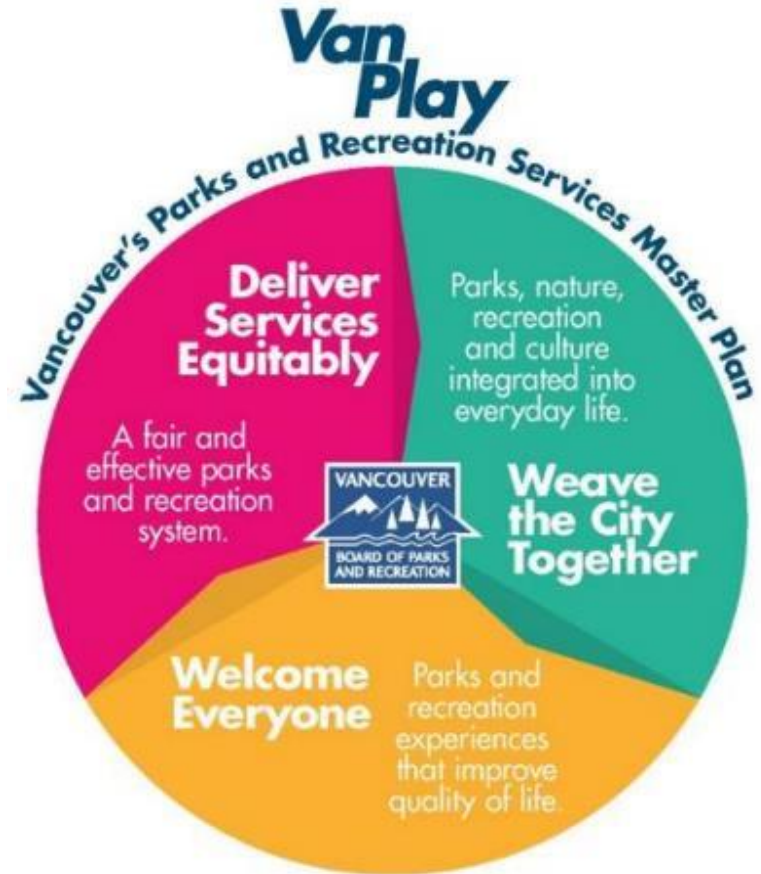 Van
Play
Vancouver's Parks and Recreation Services Master Plan
Deliver
Services
Equitably
A fair and
effective parks
and recreation
system.
Parks, nature,
recreation
and culture
integrated into
everyday life.
Weave
the City
Together
VANCOUVER
BOARD OF PARKS
AND RECREATION
Welcome
Everyone
Parks and
recreation
experiences
that improve
quality of life.